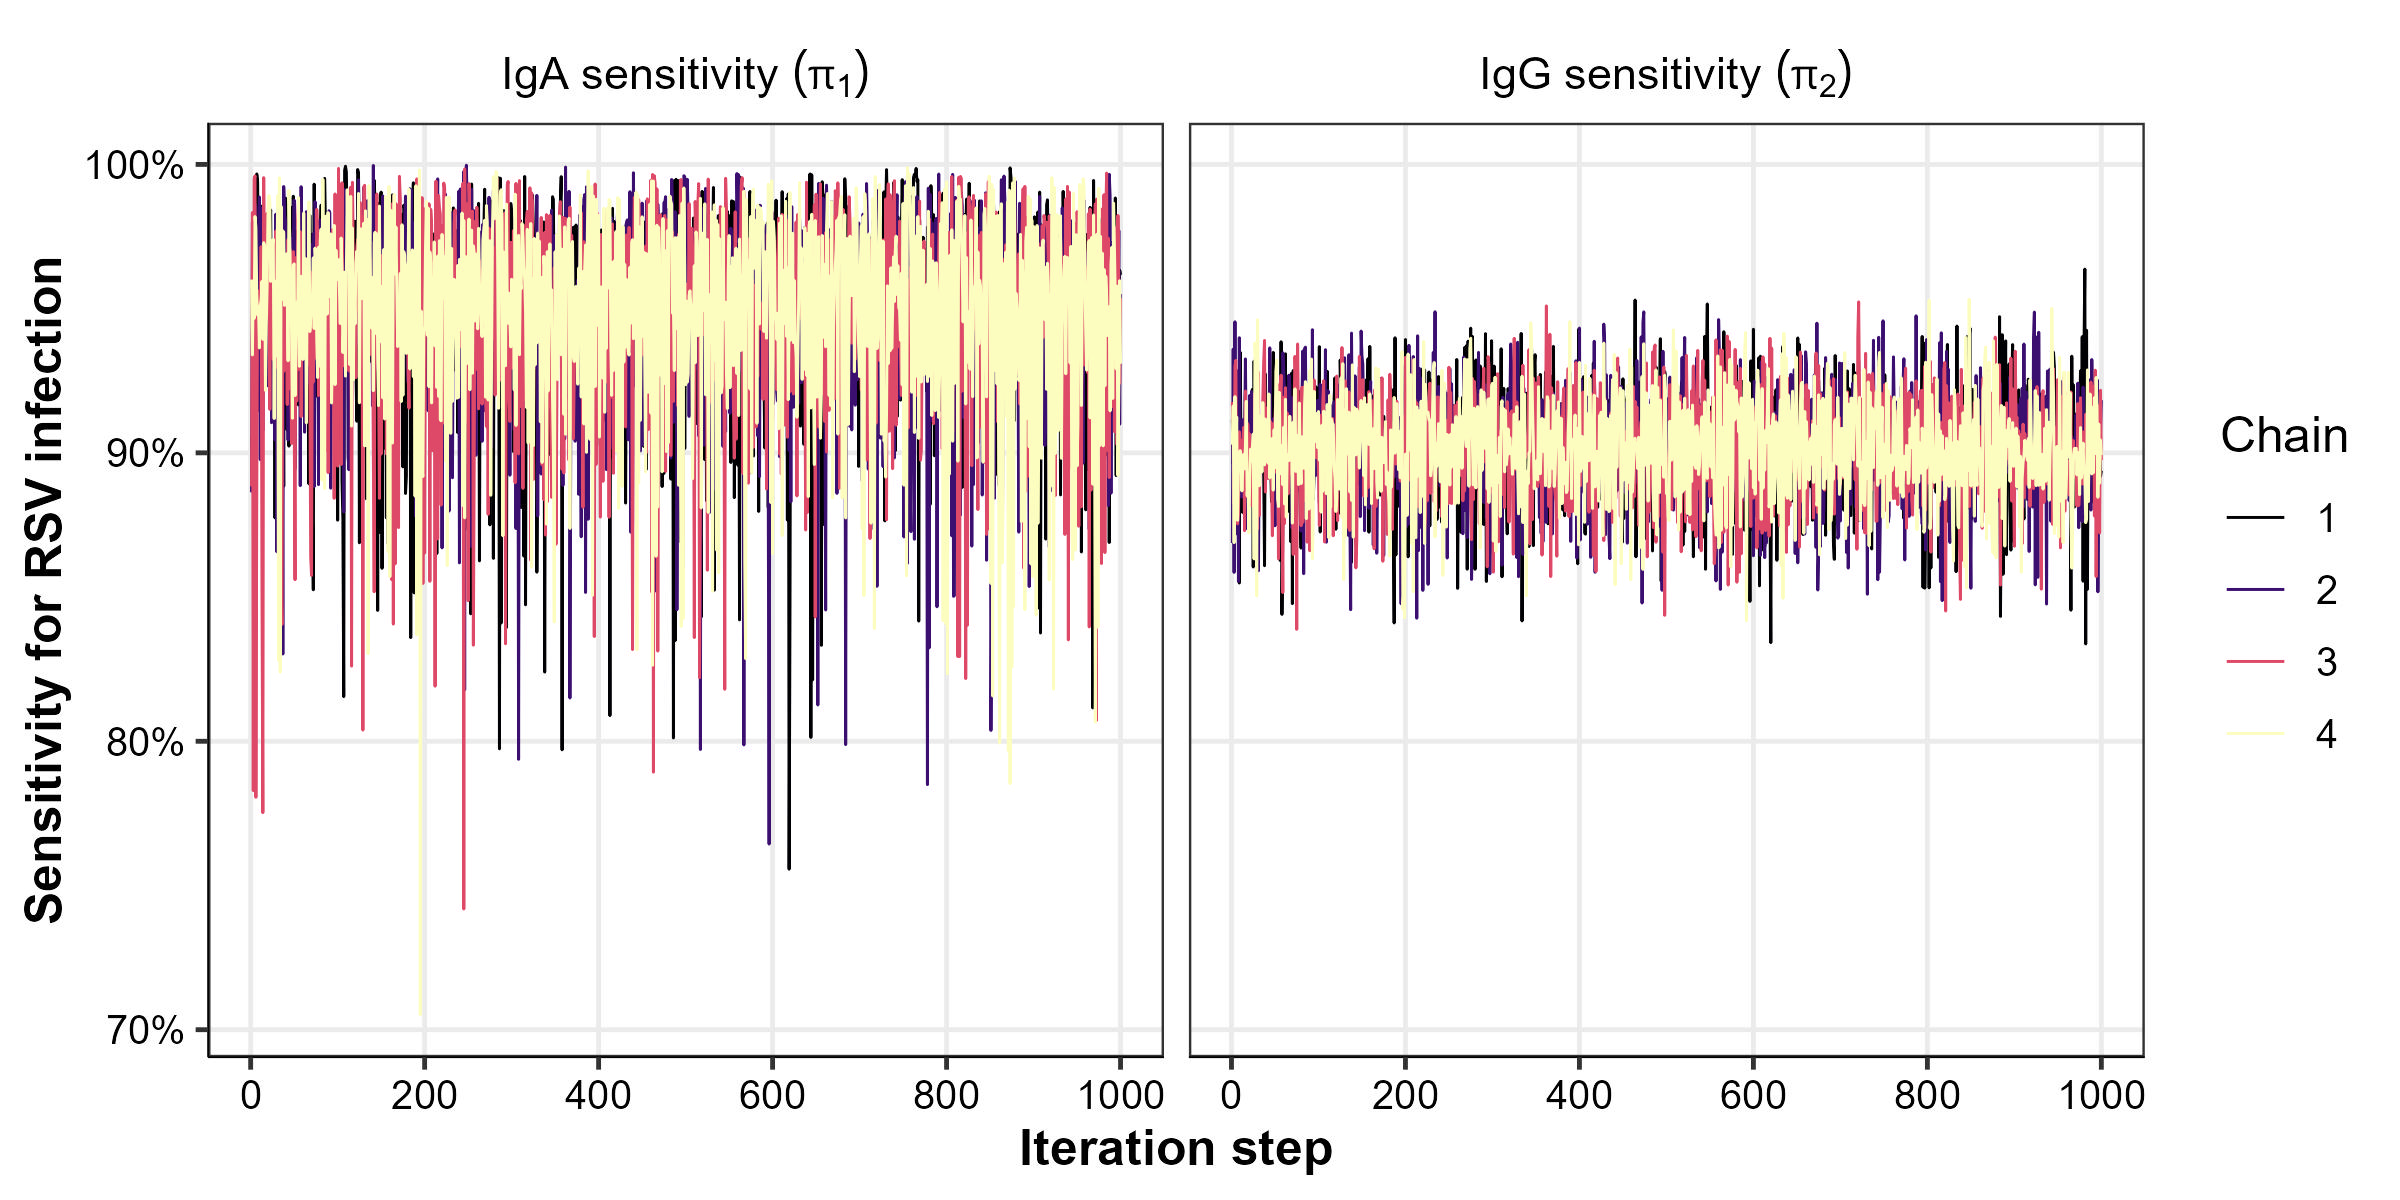 IgA sensitivity (π₁)
IgG sensitivity (π₂)
Sensitivity for RSV infection
100%
90%
80%
70%
0 200 400 600 800 1000
0 200 400 600 800 1000
Iteration step
Chain
1
2
3
4